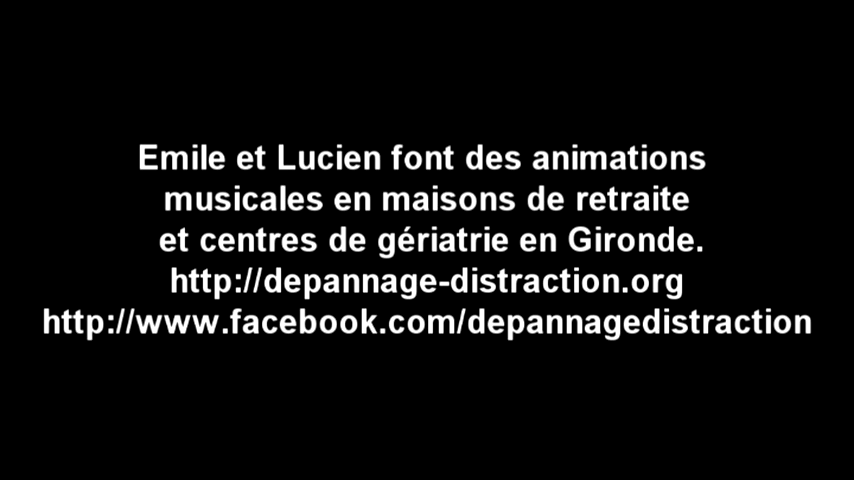 Emile et Lucien font des animations
musicales en maisons de retraite
et centres de gériatrie en Gironde.
http://depannage-distraction.org
http://www.facebook.com/depannagedistraction